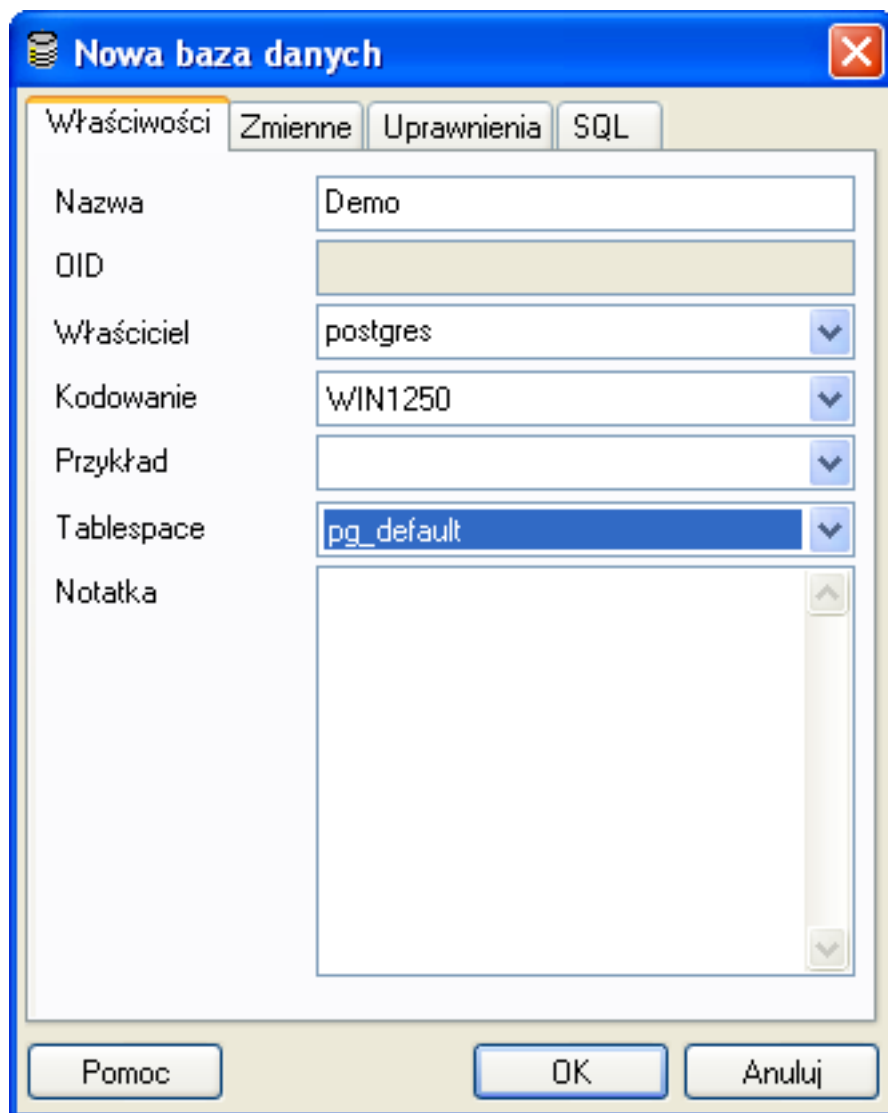 Nowa baza danych
Właściwości Zmienne Uprawnienia SQL
Nazwa Demo
OID
Właściciel postgres
Kodowanie WIN1250
Przykład
Tablespace pg_default
Notatka
Pomoc OK Anuluj